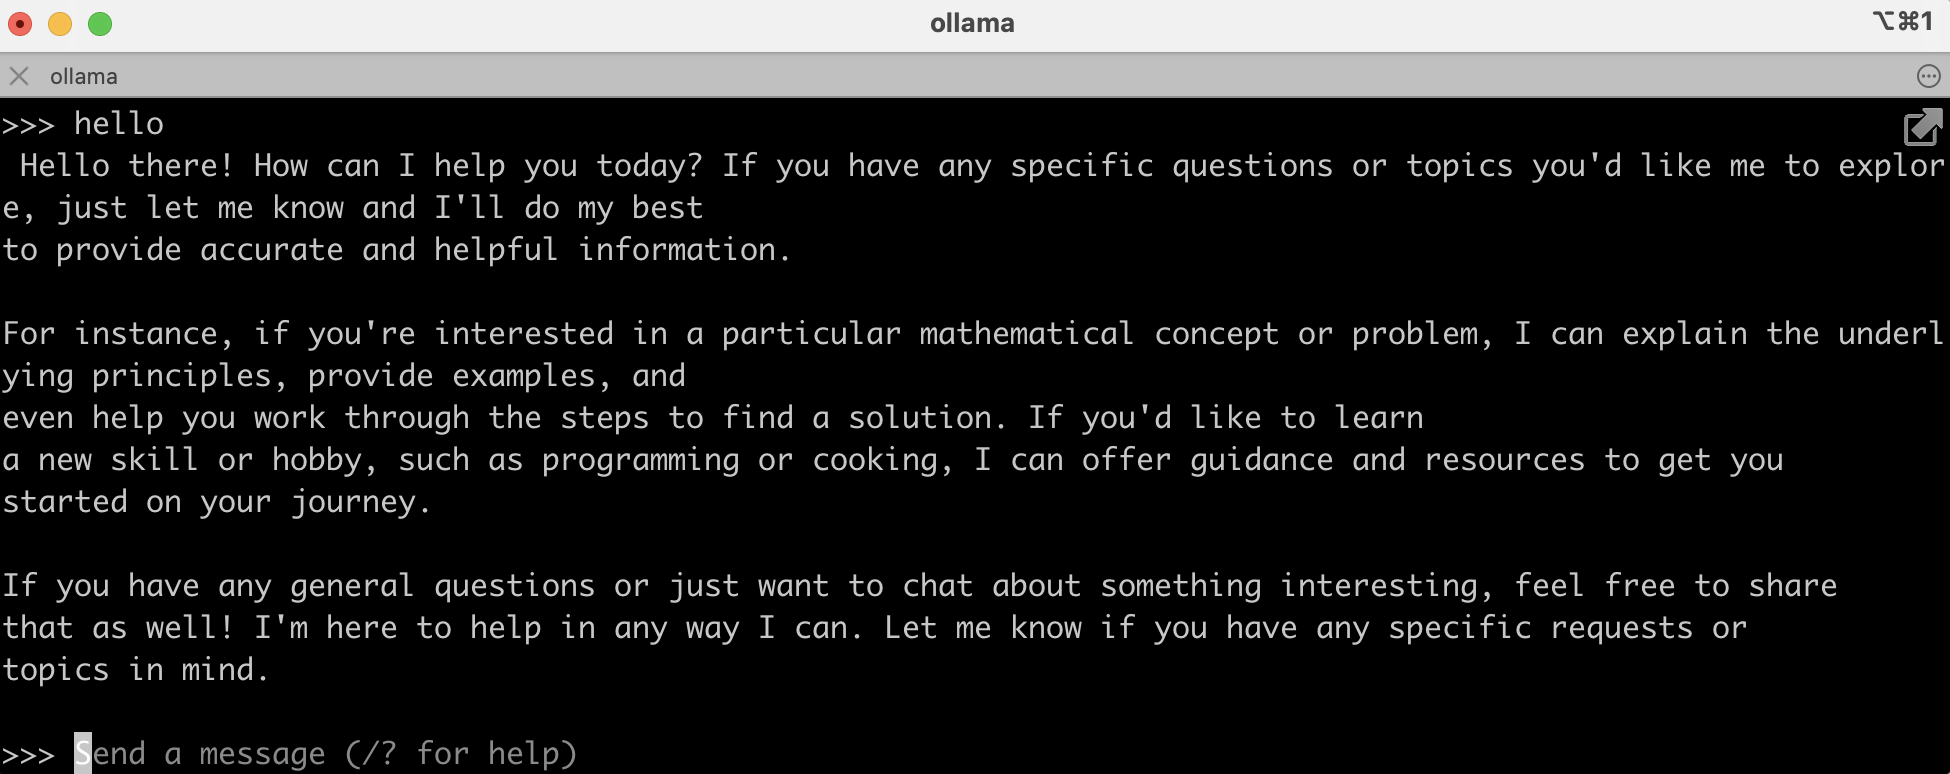 ollama
⌥⌘1
ollama
>>> hello
 Hello there! How can I help you today? If you have any specific questions or topics you'd like me to explor
e, just let me know and I'll do my best
to provide accurate and helpful information.

For instance, if you're interested in a particular mathematical concept or problem, I can explain the underl
ying principles, provide examples, and
even help you work through the steps to find a solution. If you'd like to learn
a new skill or hobby, such as programming or cooking, I can offer guidance and resources to get you
started on your journey.

If you have any general questions or just want to chat about something interesting, feel free to share
that as well! I'm here to help in any way I can. Let me know if you have any specific requests or
topics in mind.

>>> Send a message (/? for help)